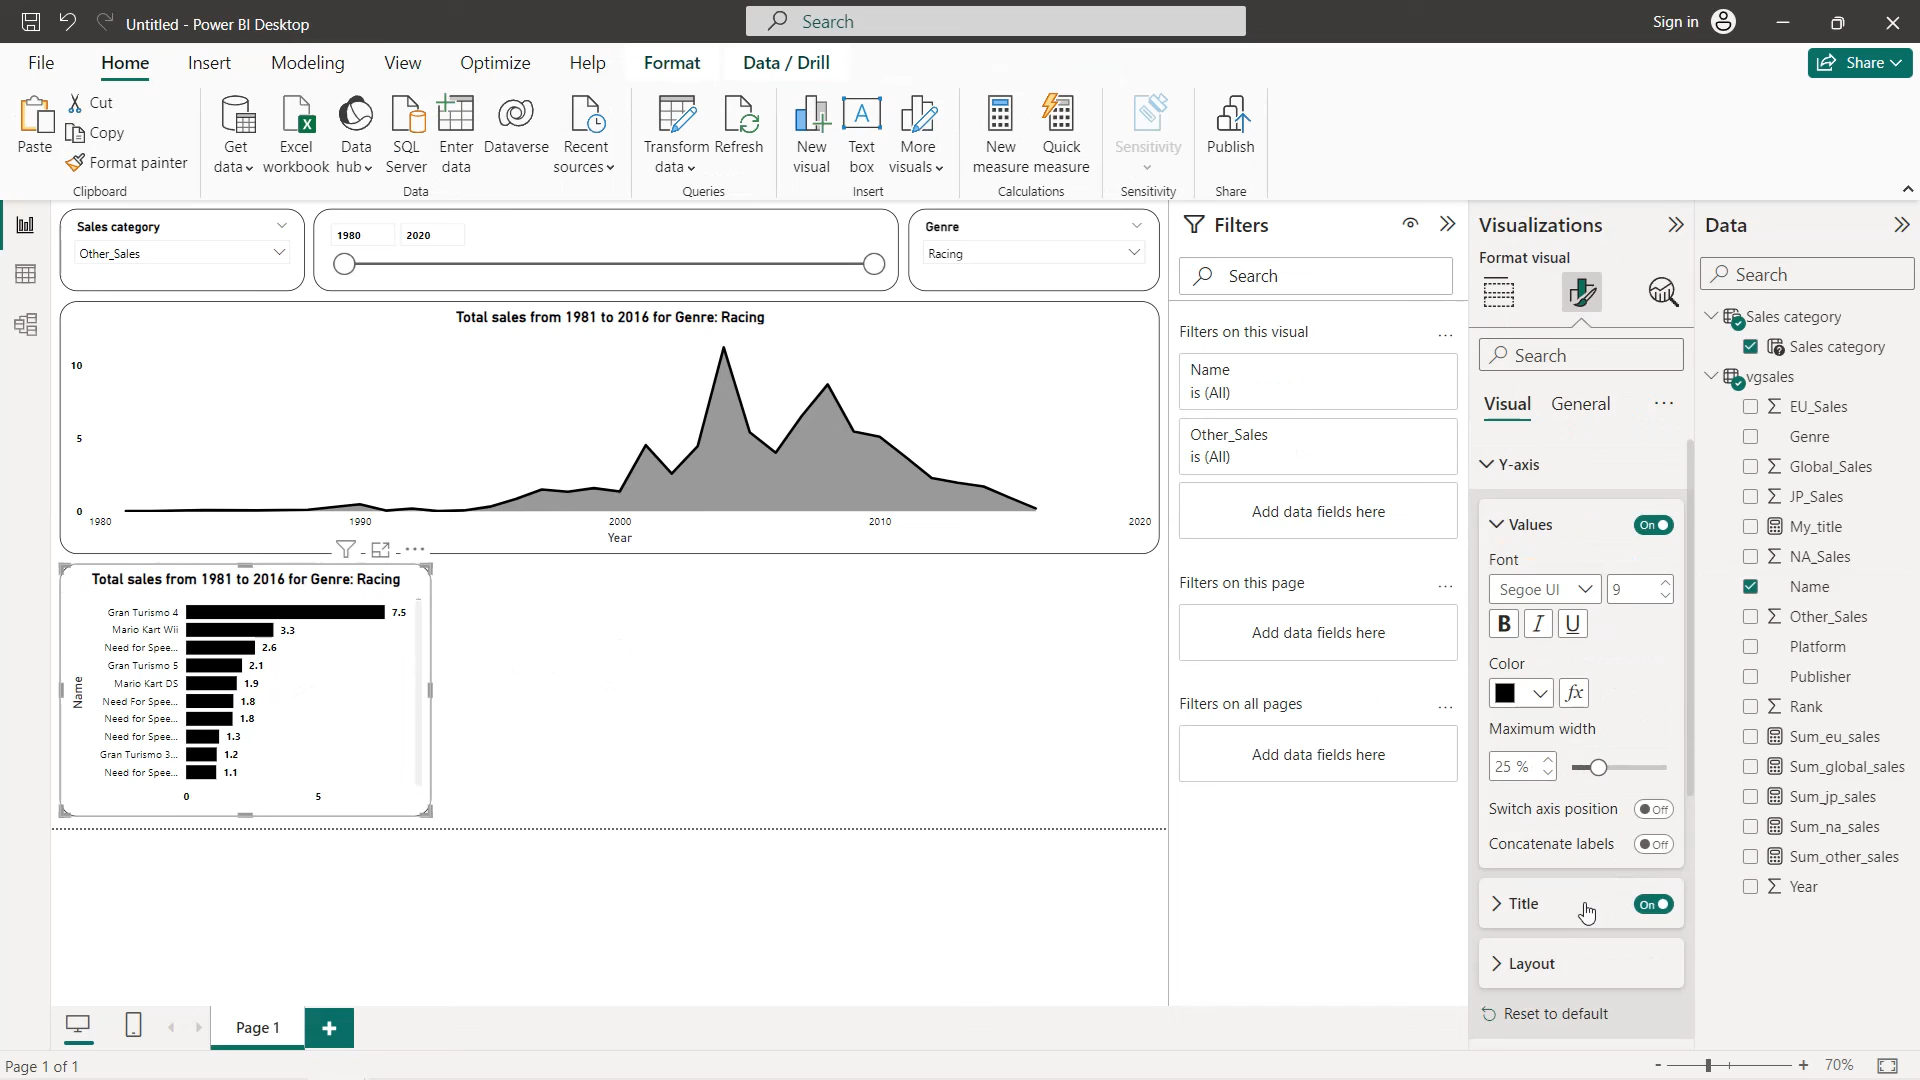 Untitled - Power BI Desktop
Search
Sign in
File
Home
Insert
Modeling
View
Optimize
Help
Format
Data / Drill
Share
Paste
Cut
Copy
Format painter
Clipboard
Get data
Excel workbook
Data hub
SQL Server
Enter data
Dataverse
Recent sources
Data
Transform data
Refresh
Queries
New visual
Text box
More visuals
Insert
New measure
Quick measure
Calculations
Sensitivity
Sensitivity
Publish
Share
Sales category
Other_Sales
1980
2020
Genre
Racing
Total sales from 1981 to 2016 for Genre: Racing
10
5
0
1980
1990
2000
2010
2020
Year
Total sales from 1981 to 2016 for Genre: Racing
Name
Gran Turismo 4 7.5
Mario Kart Wii 3.3
Need for Spee... 2.6
Gran Turismo 5 2.1
Mario Kart DS 1.9
Need For Spee... 1.8
Need for Spee... 1.8
Need for Spee... 1.3
Gran Turismo 3... 1.2
Need for Spee... 1.1
0
5
Filters
Search
Filters on this visual
...
Name
is (All)
Other_Sales
is (All)
Add data fields here
Filters on this page
...
Add data fields here
Filters on all pages
...
Add data fields here
Visualizations
Format visual
Search
Visual
General
...
Y-axis
Values
On
Font
Segoe UI
9
B
I
U
Color
fx
Maximum width
25 %
Switch axis position
Off
Concatenate labels
Off
Title
On
Layout
Reset to default
Data
Search
Sales category
Sales category
vgsales
EU_Sales
Genre
Global_Sales
JP_Sales
My_title
NA_Sales
Name
Other_Sales
Platform
Publisher
Rank
Sum_eu_sales
Sum_global_sales
Sum_jp_sales
Sum_na_sales
Sum_other_sales
Year
Page 1
Page 1 of 1
- + 70%